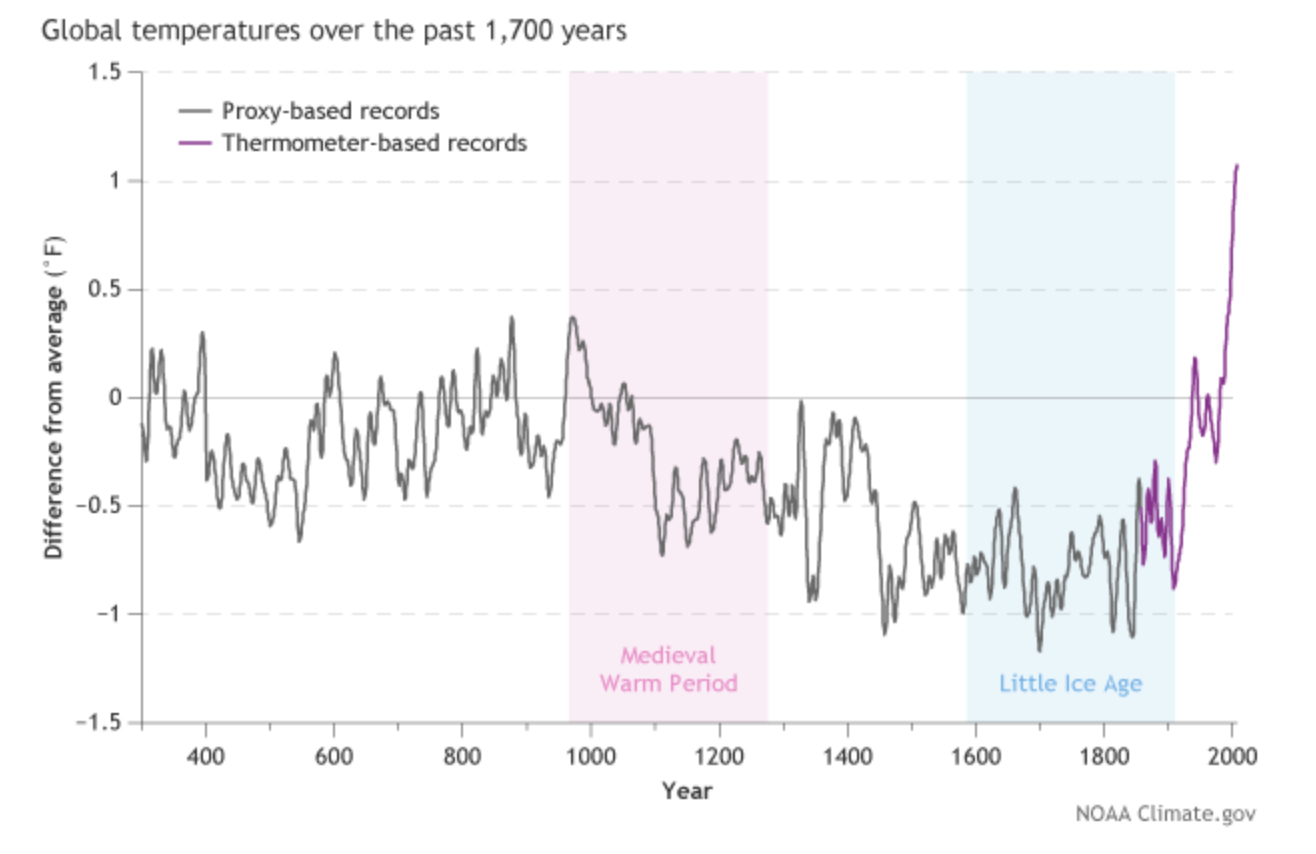 Global temperatures over the past 1,700 years
1.5
Proxy-based records
Thermometer-based records
1
0.5
0
−0.5
−1
−1.5
Difference from average (°F)
Medieval
Warm Period
Little Ice Age
400 600 800 1000 1200 1400 1600 1800 2000
Year
NOAA Climate.gov